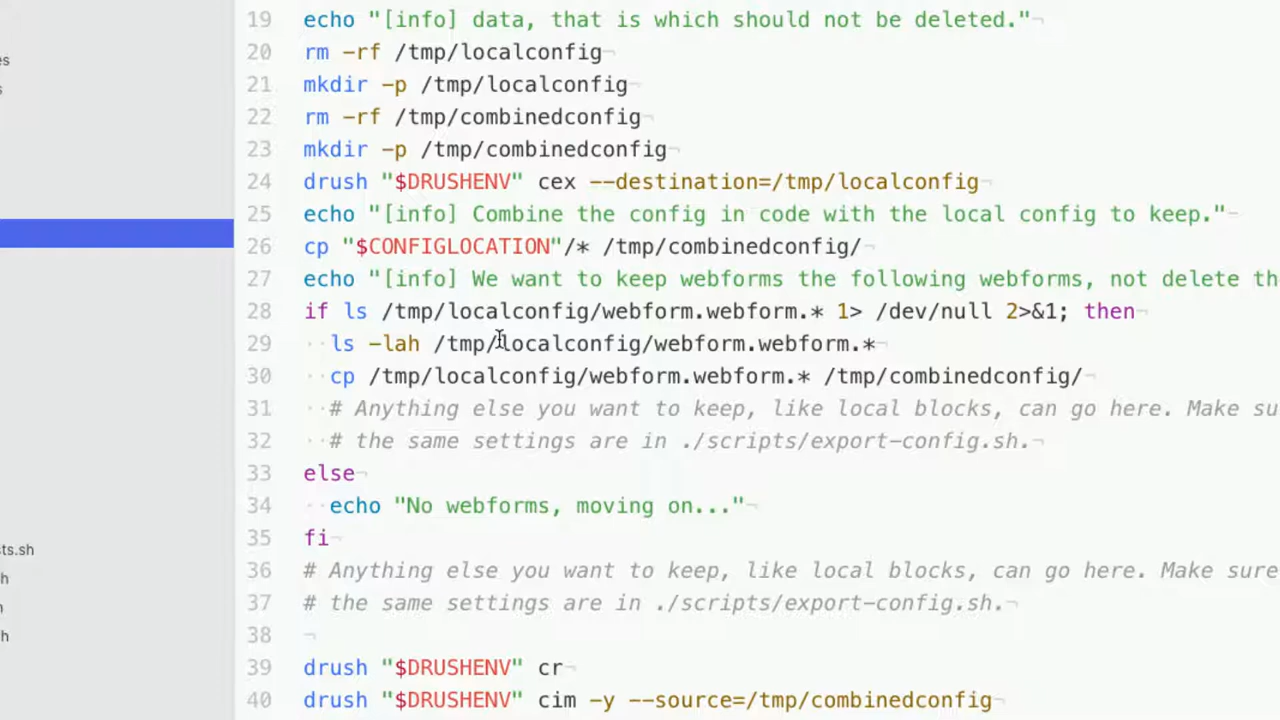 es
s
sts.sh
h
n
h
19 echo "[info] data, that is which should not be deleted."¬
20 rm -rf /tmp/localconfig¬
21 mkdir -p /tmp/localconfig¬
22 rm -rf /tmp/combinedconfig¬
23 mkdir -p /tmp/combinedconfig¬
24 drush "$DRUSHENV" cex --destination=/tmp/localconfig¬
25 echo "[info] Combine the config in code with the local config to keep."¬
26 cp "$CONFIGLOCATION"/* /tmp/combinedconfig/¬
27 echo "[info] We want to keep webforms the following webforms, not delete th
28 if ls /tmp/localconfig/webform.webform.* 1> /dev/null 2>&1; then¬
29 ··ls -lah /tmp/localconfig/webform.webform.*¬
30 ··cp /tmp/localconfig/webform.webform.* /tmp/combinedconfig/¬
31 ··# Anything else you want to keep, like local blocks, can go here. Make su
32 ··# the same settings are in ./scripts/export-config.sh.¬
33 else¬
34 ··echo "No webforms, moving on..."¬
35 fi¬
36 # Anything else you want to keep, like local blocks, can go here. Make sure
37 # the same settings are in ./scripts/export-config.sh.¬
38 ¬
39 drush "$DRUSHENV" cr¬
40 drush "$DRUSHENV" cim -y --source=/tmp/combinedconfig¬